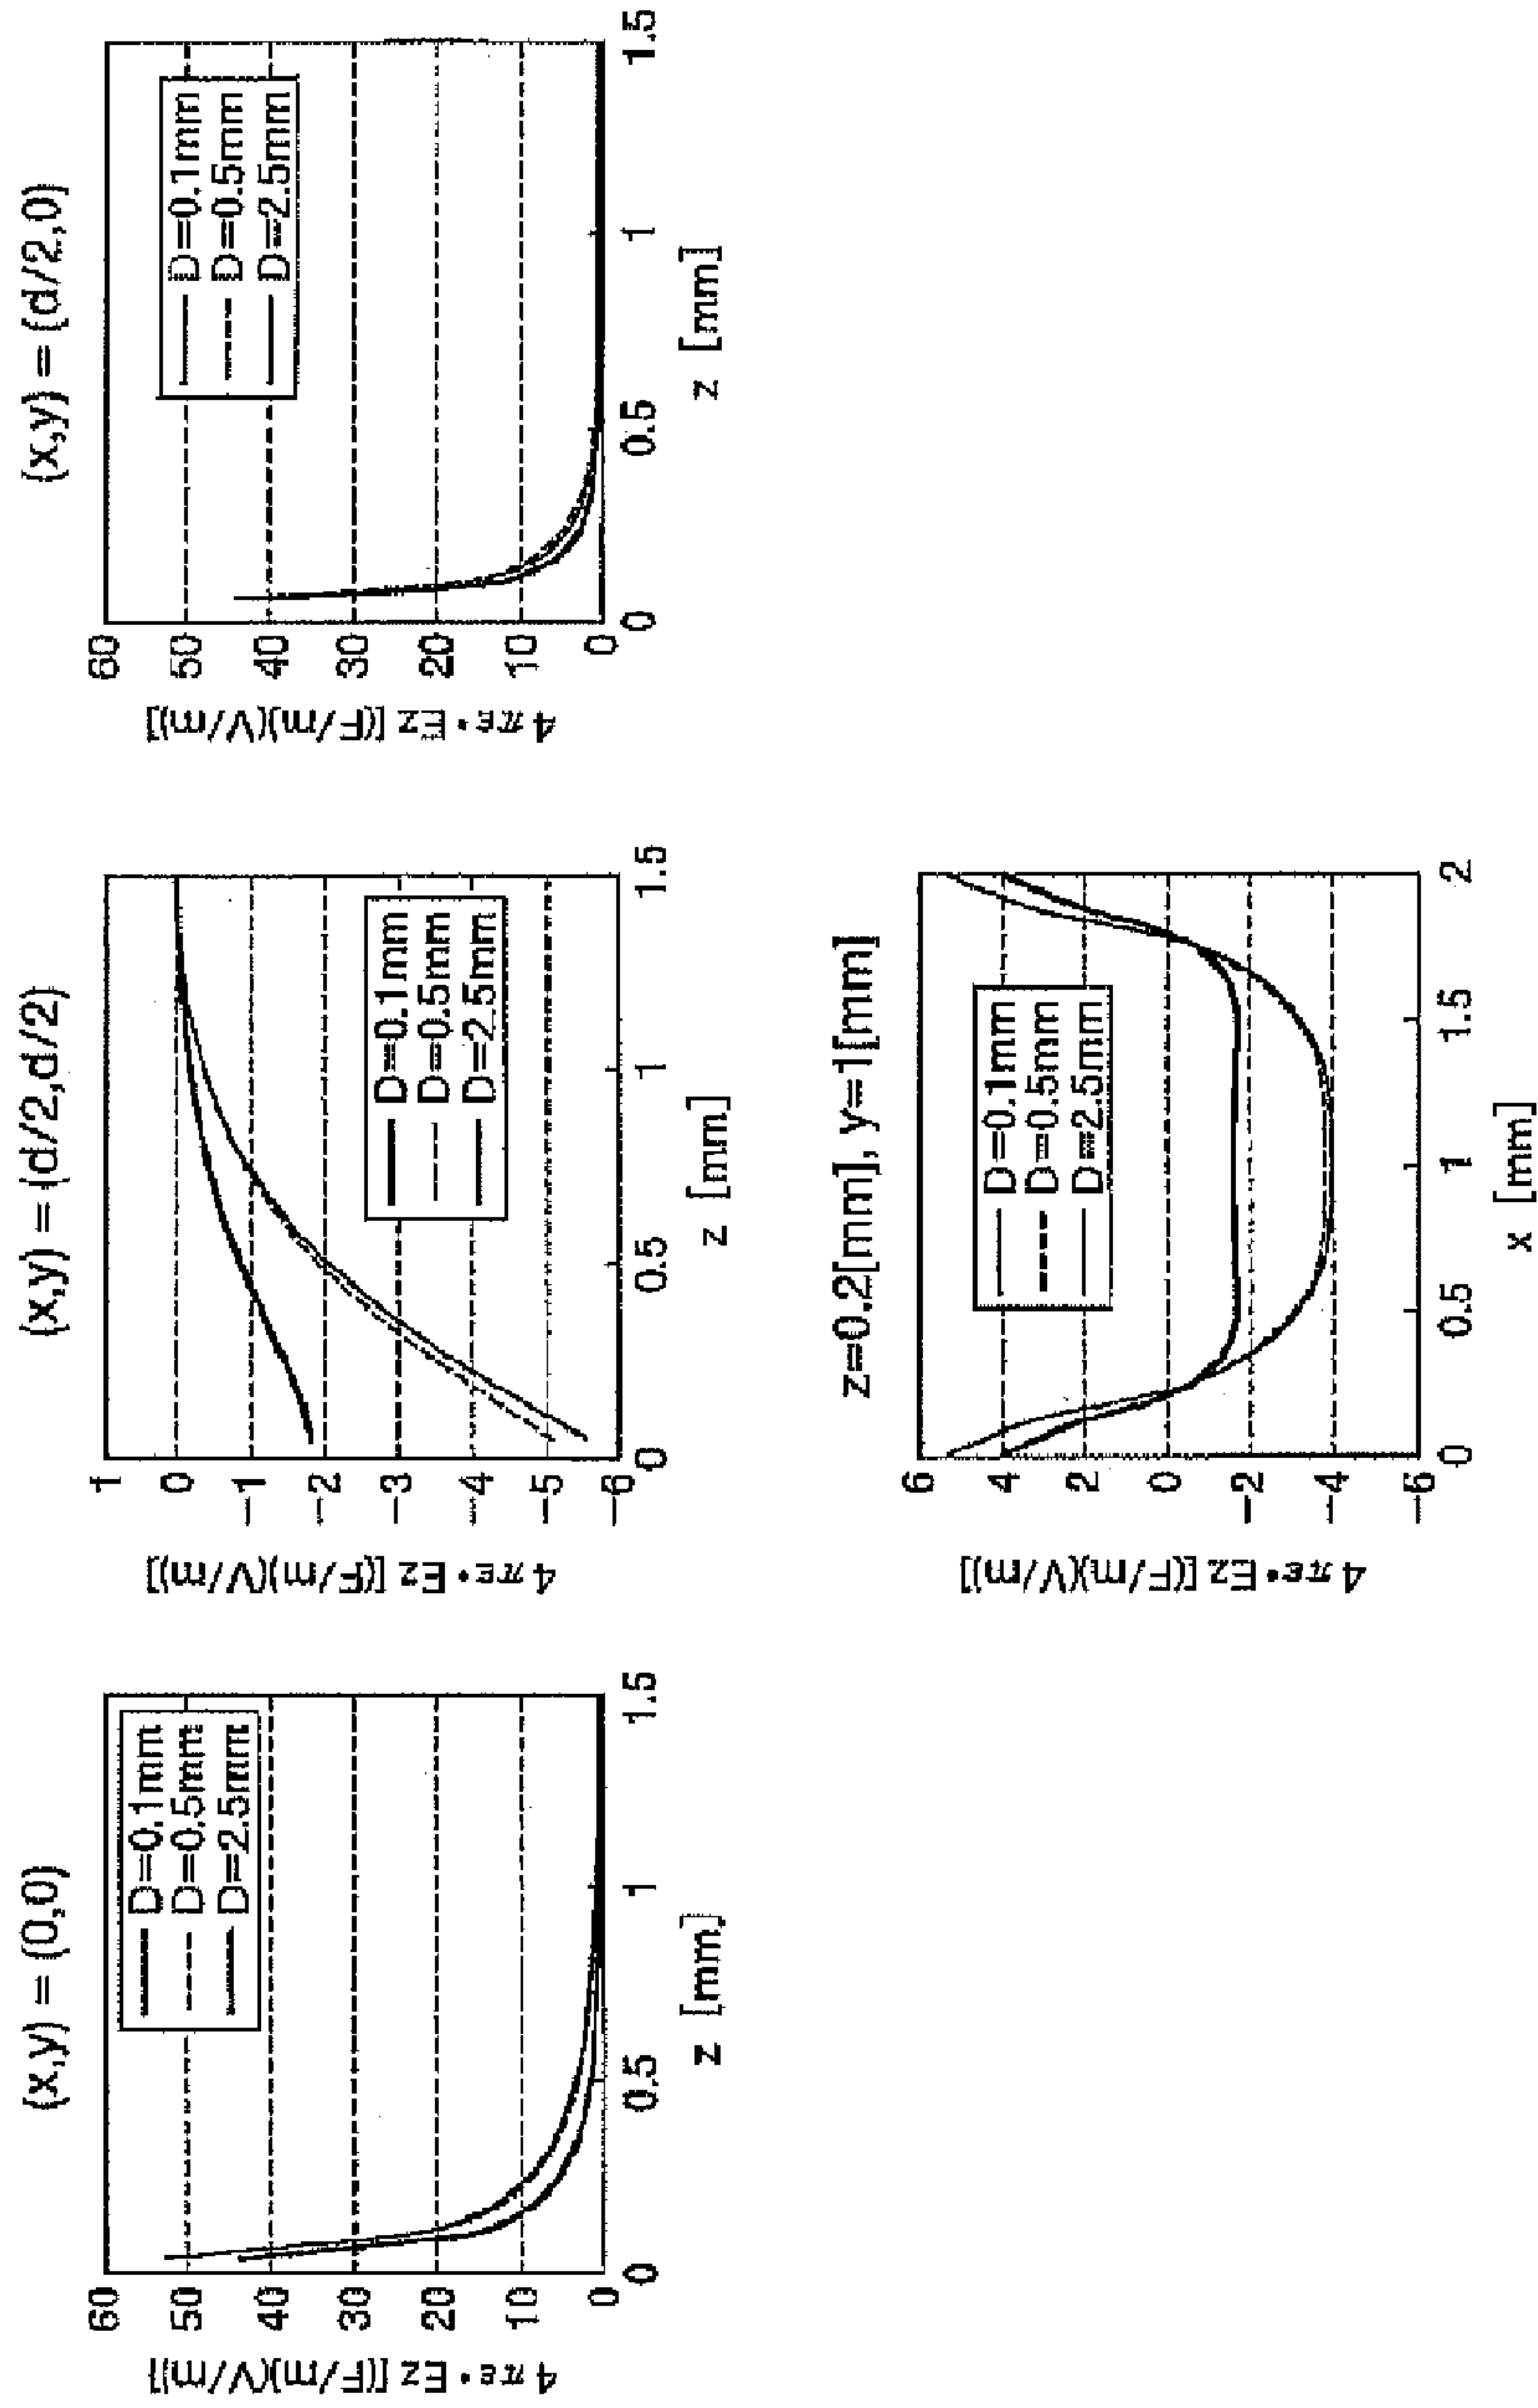 (x,y) = (0,0)
4πε•Ez [(F/m)(V/m)]
60
50
40
30
20
10
0
D=0.1mm
D=0.5mm
D=2.5mm
0
0.5
1
1.5
z [mm]
(x,y) = (d/2,d/2)
4πε•Ez [(F/m)(V/m)]
1
0
-1
-2
-3
-4
-5
-6
D=0.1mm
D=0.5mm
D=2.5mm
0
0.5
1
1.5
z [mm]
(x,y) = (d/2,0)
4πε•Ez [(F/m)(V/m)]
60
50
40
30
20
10
0
D=0.1mm
D=0.5mm
D=2.5mm
0
0.5
1
1.5
z [mm]
z=0.2[mm], y=1[mm]
4πε•Ez [(F/m)(V/m)]
6
4
2
0
-2
-4
-6
D=0.1mm
D=0.5mm
D=2.5mm
0
0.5
1
1.5
2
x [mm]